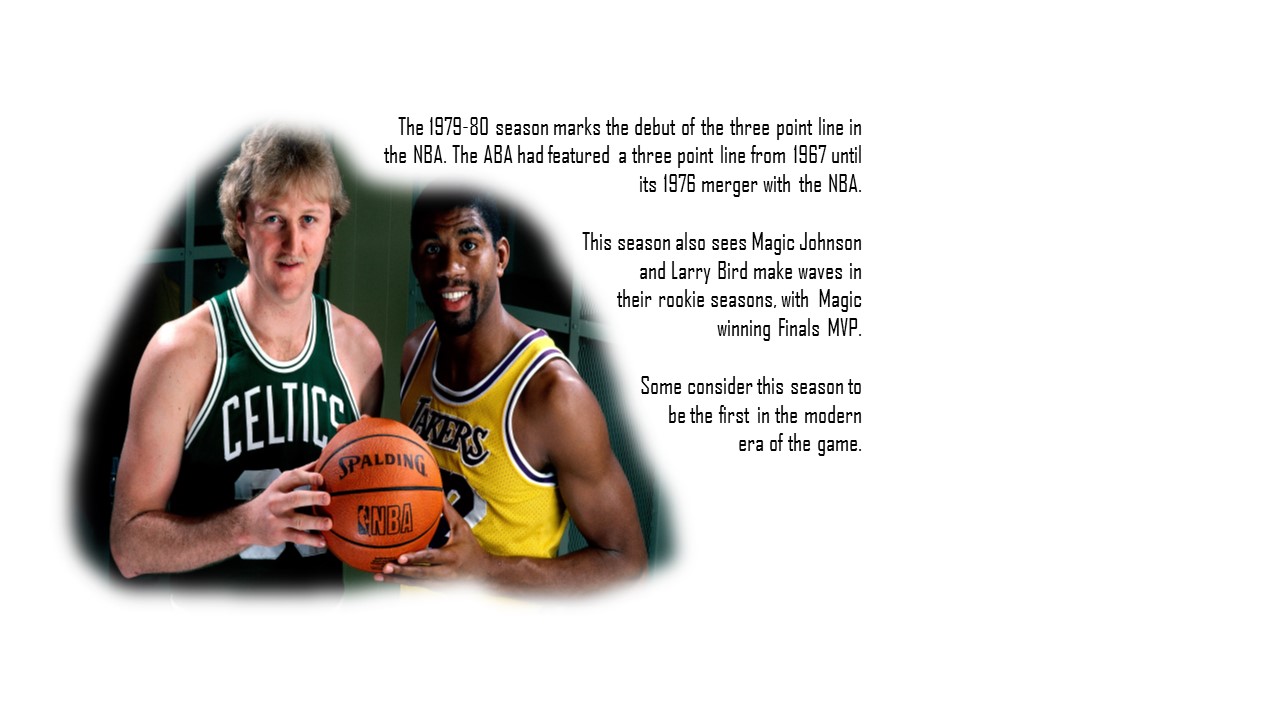 The 1979-80 season marks the debut of the three point line in
the NBA. The ABA had featured a three point line from 1967 until
its 1976 merger with the NBA.
This season also sees Magic Johnson
and Larry Bird make waves in
their rookie seasons, with Magic
winning Finals MVP.
Some consider this season to
be the first in the modern
era of the game.
CELTICS
LAKERS
SPALDING
NBA